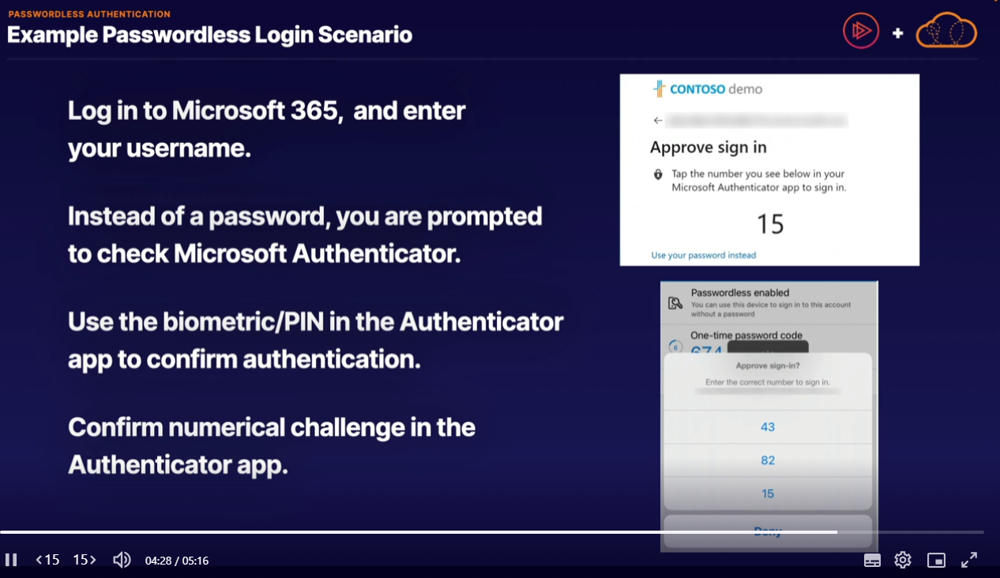 PASSWORDLESS AUTHENTICATION
Example Passwordless Login Scenario
Log in to Microsoft 365, and enter
your username.
Instead of a password, you are prompted
to check Microsoft Authenticator.
Use the biometric/PIN in the Authenticator
app to confirm authentication.
Confirm numerical challenge in the
Authenticator app.
CONTOSO demo
Approve sign in
Tap the number you see below in your
Microsoft Authenticator app to sign in.
15
Use your password instead
Passwordless enabled
You can use this device to sign in to this account
without a password
One-time password code
6
674
Approve sign-in?
Enter the correct number to sign in.
43
82
15
Deny
<15 15> 04:28 / 05:16